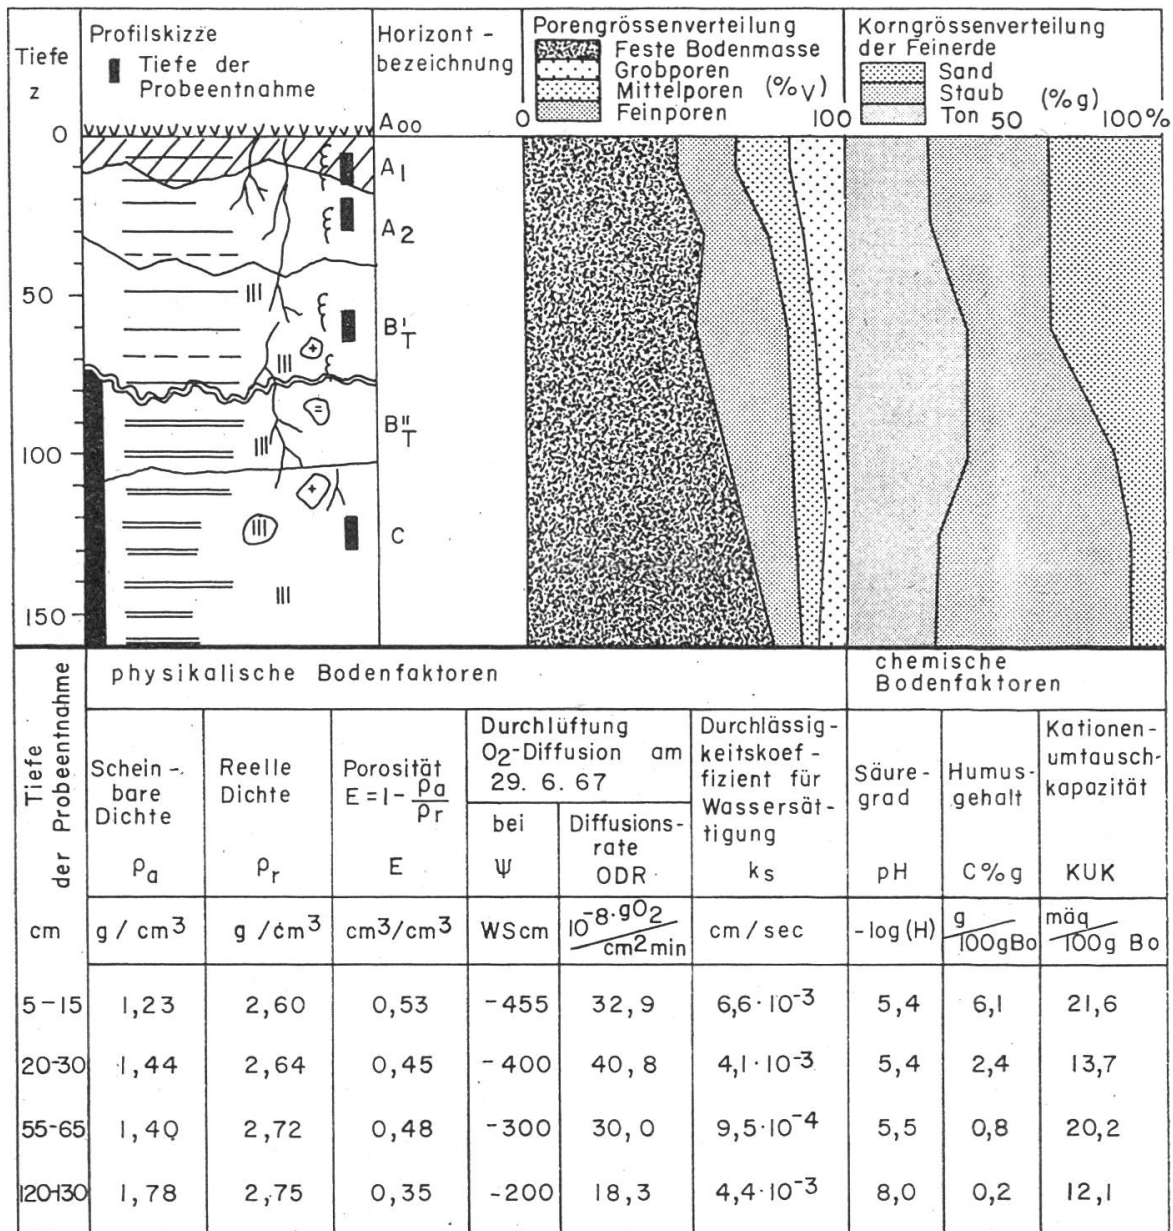 Tiefe
z
Profilskizze
Tiefe der
Probeentnahme
Horizont-
bezeichnung
Porengrössenverteilung
Feste Bodenmasse
Grobporen
Mittelporen (%v)
Feinporen
0 100
Korngrössenverteilung
der Feinerde
Sand
Staub (%g)
Ton 50 100%
0
50
100
150
A00
A1
A2
B'T
B"T
C
Tiefe
der Probeentnahme
physikalische Bodenfaktoren
chemische
Bodenfaktoren
Schein-
bare
Dichte
ρa
Reelle
Dichte
ρr
Porosität
E = 1 - ρa/ρr
E
Durchlüftung
O2-Diffusion am
29. 6. 67
bei
Ψ
Diffusions-
rate
ODR
Durchlässig-
keitskoef-
fizient für
Wassersät-
tigung
ks
Säure-
grad
pH
Humus-
gehalt
C%g
Kationen-
umtausch-
kapazität
KUK
cm g / cm3 g / cm3 cm3/cm3 WScm 10-8·gO2/cm2min cm / sec -log (H) g/100gBo mäq/100g Bo
5-15 1,23 2,60 0,53 -455 32,9 6,6·10-3 5,4 6,1 21,6
20-30 1,44 2,64 0,45 -400 40,8 4,1·10-3 5,4 2,4 13,7
55-65 1,40 2,72 0,48 -300 30,0 9,5·10-4 5,5 0,8 20,2
120-130 1,78 2,75 0,35 -200 18,3 4,4·10-3 8,0 0,2 12,1